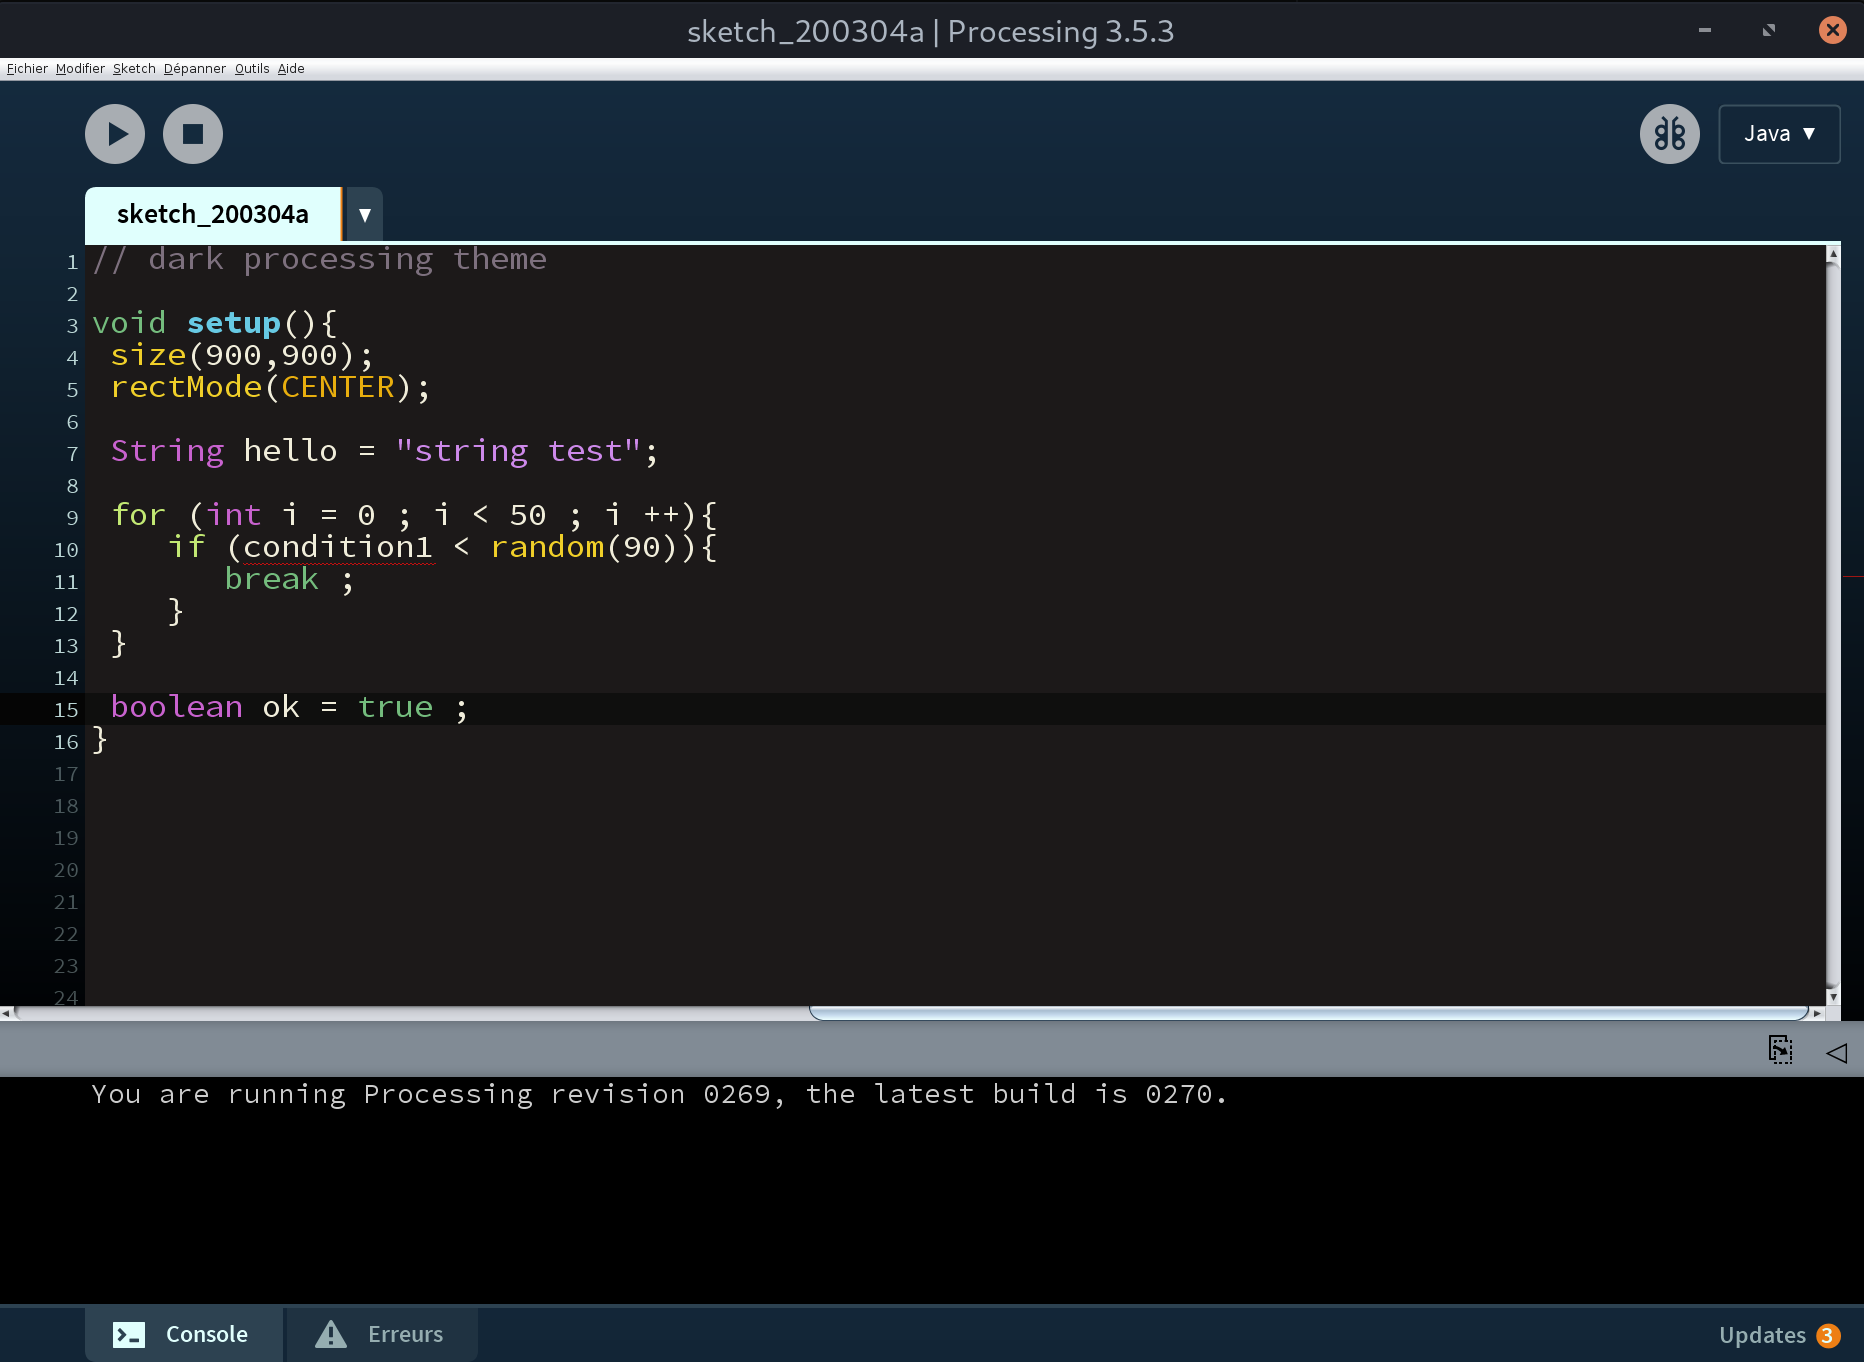 sketch_200304a | Processing 3.5.3
Fichier Modifier Sketch Dépanner Outils Aide
Java ▼
sketch_200304a ▼
1 // dark processing theme
2
3 void setup(){
4  size(900,900);
5  rectMode(CENTER);
6
7  String hello = "string test";
8
9  for (int i = 0 ; i < 50 ; i ++){
10    if (condition1 < random(90)){
11       break ;
12    }
13  }
14
15  boolean ok = true ;
16 }
17
18
19
20
21
22
23
24
You are running Processing revision 0269, the latest build is 0270.
Console Erreurs Updates 3